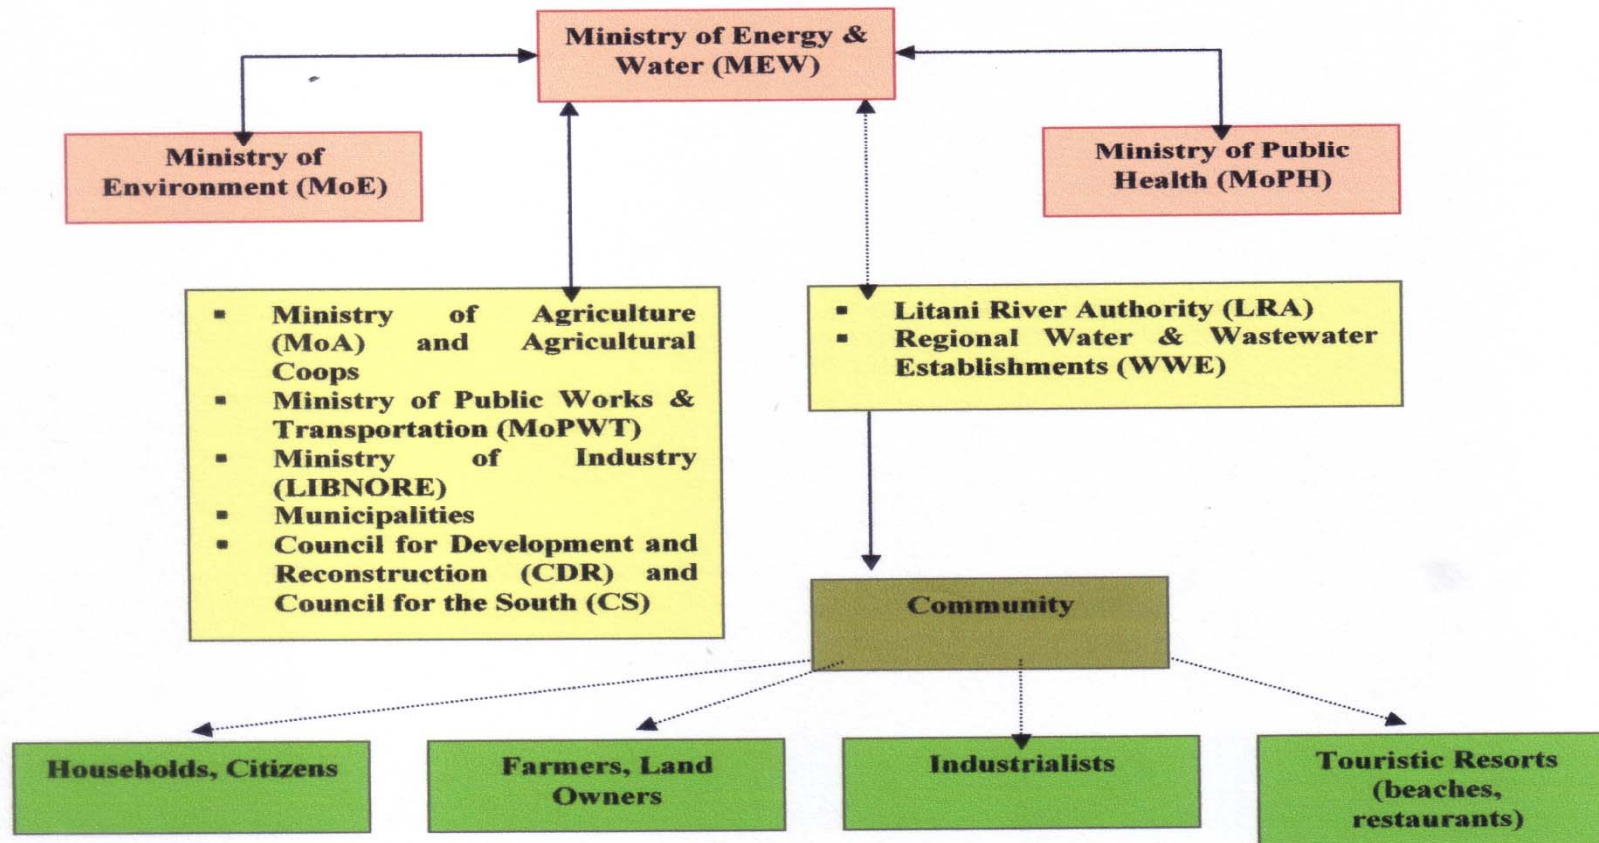 Ministry of Energy &
Water (MEW)
Ministry of
Environment (MoE)
Ministry of Public
Health (MoPH)
▪ Ministry of Agriculture
(MoA) and Agricultural
Coops
▪ Ministry of Public Works &
Transportation (MoPWT)
▪ Ministry of Industry
(LIBNORE)
▪ Municipalities
▪ Council for Development and
Reconstruction (CDR) and
Council for the South (CS)
▪ Litani River Authority (LRA)
▪ Regional Water & Wastewater
Establishments (WWE)
Community
Households, Citizens
Farmers, Land
Owners
Industrialists
Touristic Resorts
(beaches,
restaurants)